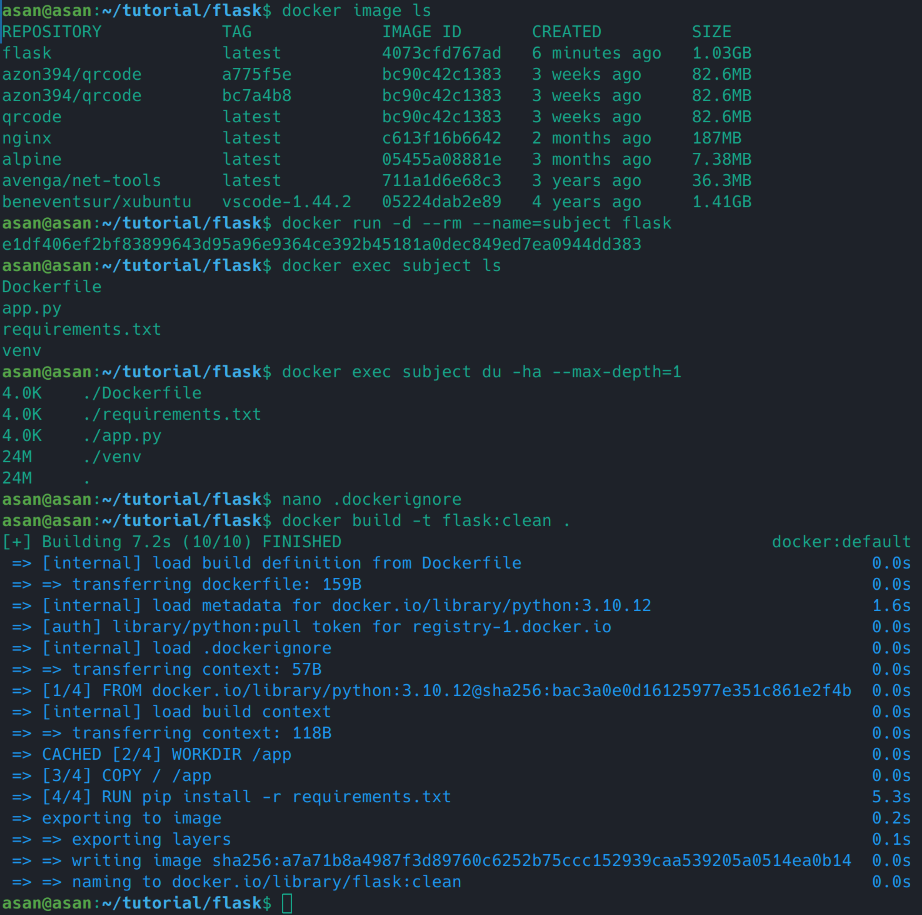 asan@asan:~/tutorial/flask$ docker image ls
REPOSITORY TAG IMAGE ID CREATED SIZE
flask latest 4073cfd767ad 6 minutes ago 1.03GB
azon394/qrcode a775f5e bc90c42c1383 3 weeks ago 82.6MB
azon394/qrcode bc7a4b8 bc90c42c1383 3 weeks ago 82.6MB
qrcode latest bc90c42c1383 3 weeks ago 82.6MB
nginx latest c613f16b6642 2 months ago 187MB
alpine latest 05455a08881e 3 months ago 7.38MB
avenga/net-tools latest 711a1d6e68c3 3 years ago 36.3MB
beneventsur/xubuntu vscode-1.44.2 05224dab2e89 4 years ago 1.41GB
asan@asan:~/tutorial/flask$ docker run -d --rm --name=subject flask
e1df406ef2bf83899643d95a96e9364ce392b45181a0dec849ed7ea0944dd383
asan@asan:~/tutorial/flask$ docker exec subject ls
Dockerfile
app.py
requirements.txt
venv
asan@asan:~/tutorial/flask$ docker exec subject du -ha --max-depth=1
4.0K ./Dockerfile
4.0K ./requirements.txt
4.0K ./app.py
24M ./venv
24M .
asan@asan:~/tutorial/flask$ nano .dockerignore
asan@asan:~/tutorial/flask$ docker build -t flask:clean .
[+] Building 7.2s (10/10) FINISHED docker:default
=> [internal] load build definition from Dockerfile 0.0s
=> => transferring dockerfile: 159B 0.0s
=> [internal] load metadata for docker.io/library/python:3.10.12 1.6s
=> [auth] library/python:pull token for registry-1.docker.io 0.0s
=> [internal] load .dockerignore 0.0s
=> => transferring context: 57B 0.0s
=> [1/4] FROM docker.io/library/python:3.10.12@sha256:bac3a0e0d16125977e351c861e2f4b 0.0s
=> [internal] load build context 0.0s
=> => transferring context: 118B 0.0s
=> CACHED [2/4] WORKDIR /app 0.0s
=> [3/4] COPY / /app 0.0s
=> [4/4] RUN pip install -r requirements.txt 5.3s
=> exporting to image 0.2s
=> => exporting layers 0.1s
=> => writing image sha256:a7a71b8a4987f3d89760c6252b75ccc152939caa539205a0514ea0b14 0.0s
=> => naming to docker.io/library/flask:clean 0.0s
asan@asan:~/tutorial/flask$